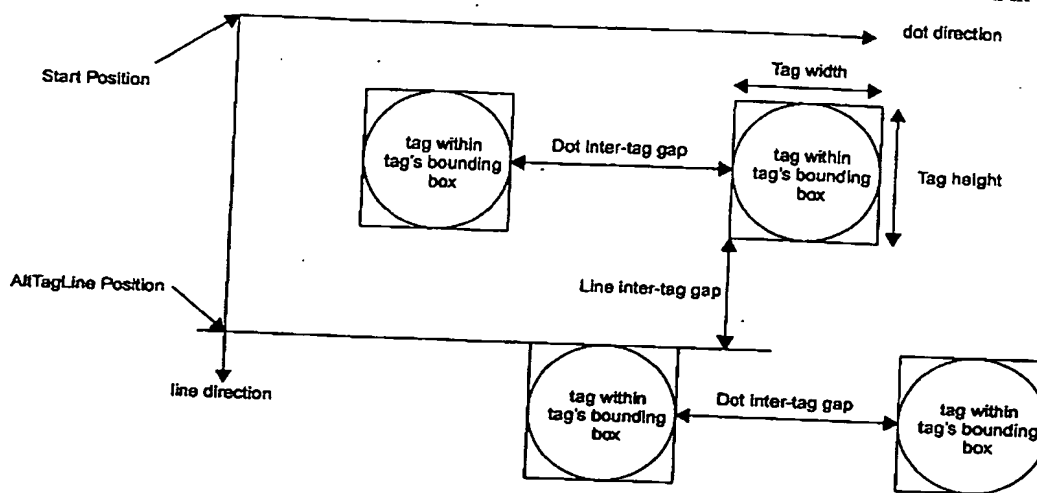 dot direction
Start Position
Tag width
tag within
tag's bounding
box
Dot inter-tag gap
tag within
tag's bounding
box
Tag height
Line inter-tag gap
AltTagLine Position
line direction
tag within
tag's bounding
box
Dot inter-tag gap
tag within
tag's bounding
box